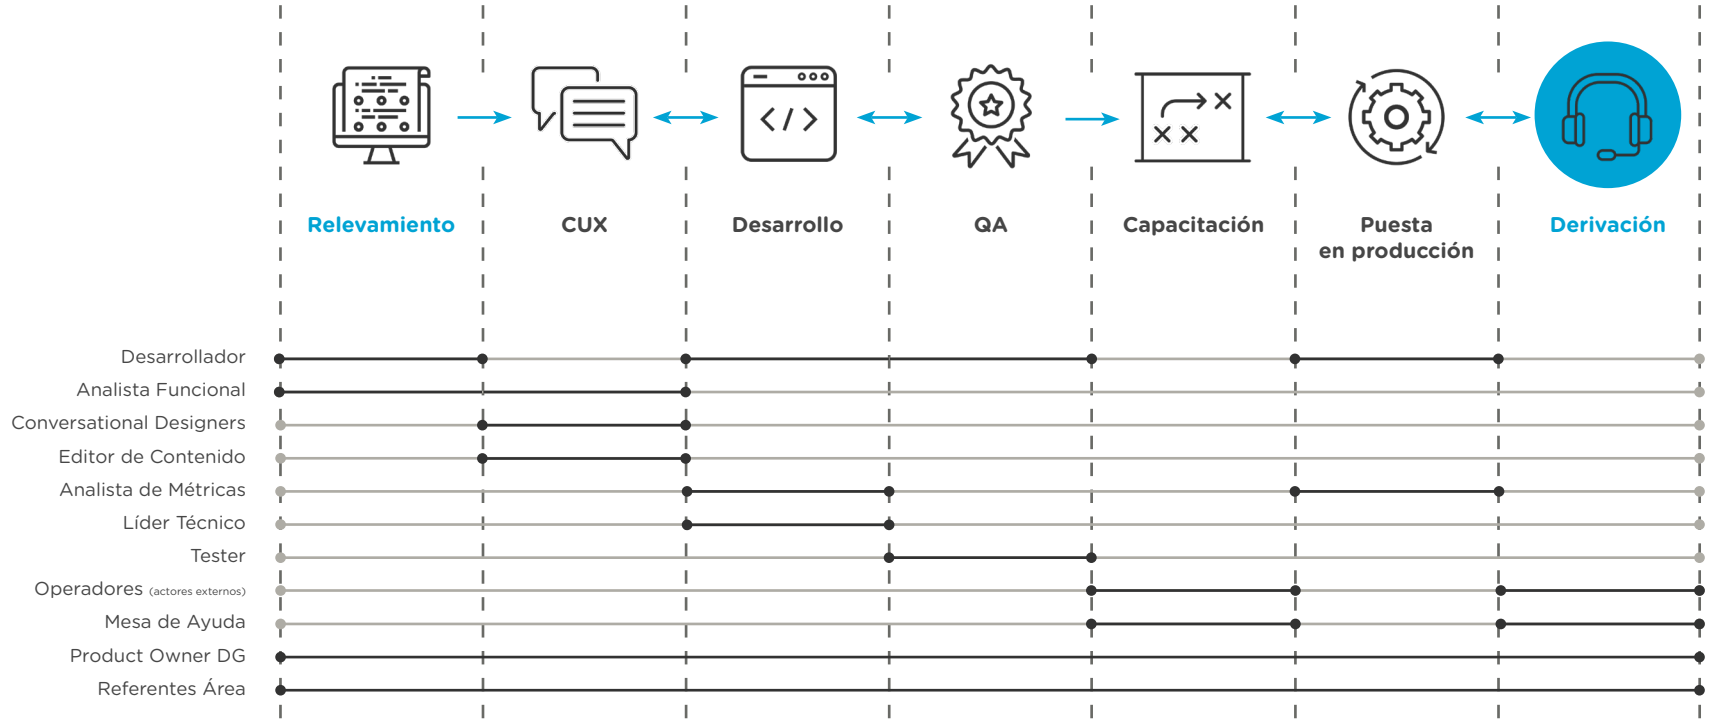 Relevamiento
CUX
Desarrollo
QA
Capacitación
Puesta
en producción
Derivación
Desarrollador
Analista Funcional
Conversational Designers
Editor de Contenido
Analista de Métricas
Líder Técnico
Tester
Operadores (actores externos)
Mesa de Ayuda
Product Owner DG
Referentes Área